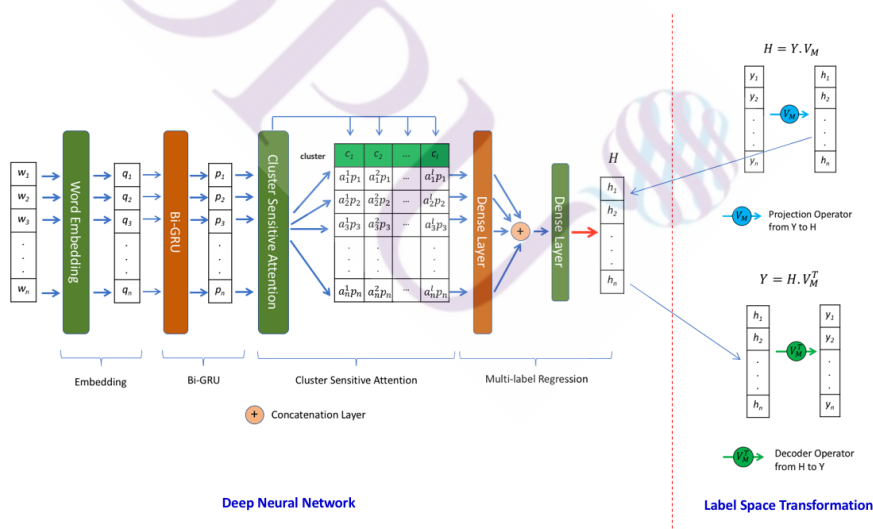 H = Y.V_M
y_1 h_1
y_2 V_M h_2
y_n h_n
V_M Projection Operator
from Y to H
w_1 w_2 w_3 w_n
Word Embedding
q_1 q_2 q_3 q_n
Bi-GRU
p_1 p_2 p_3 p_n
Cluster Sensitive Attention
cluster c_1 c_2 ... c_l
a_1^1p_1 a_1^2p_1 ... a_1^lp_1
a_2^1p_2 a_2^2p_2 ... a_2^lp_2
a_3^1p_3 a_3^2p_3 ... a_3^lp_3
a_n^1p_n a_n^2p_n ... a_n^lp_n
Dense Layer
+
Dense Layer
H
h_1
h_2
h_n
Embedding
Bi-GRU
Cluster Sensitive Attention
Multi-label Regression
+ Concatenation Layer
Y = H.V_M^T
h_1 y_1
h_2 V_M^T y_2
h_n y_n
V_M^T Decoder Operator
from H to Y
Deep Neural Network
Label Space Transformation